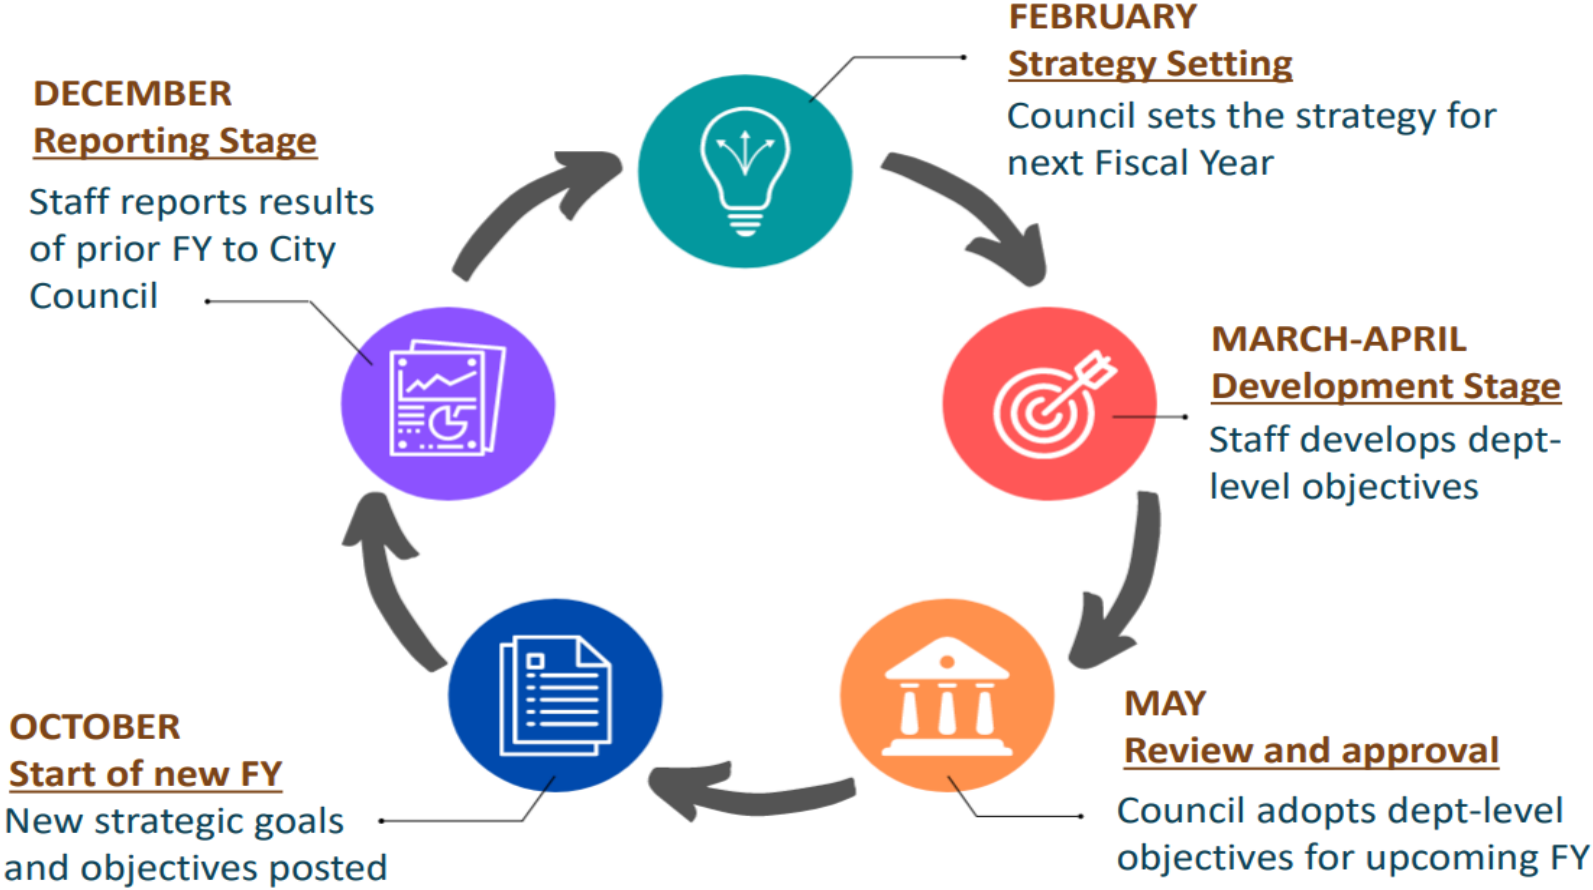 FEBRUARY
Strategy Setting
Council sets the strategy for
next Fiscal Year
MARCH-APRIL
Development Stage
Staff develops dept-
level objectives
MAY
Review and approval
Council adopts dept-level
objectives for upcoming FY
OCTOBER
Start of new FY
New strategic goals
and objectives posted
DECEMBER
Reporting Stage
Staff reports results
of prior FY to City
Council